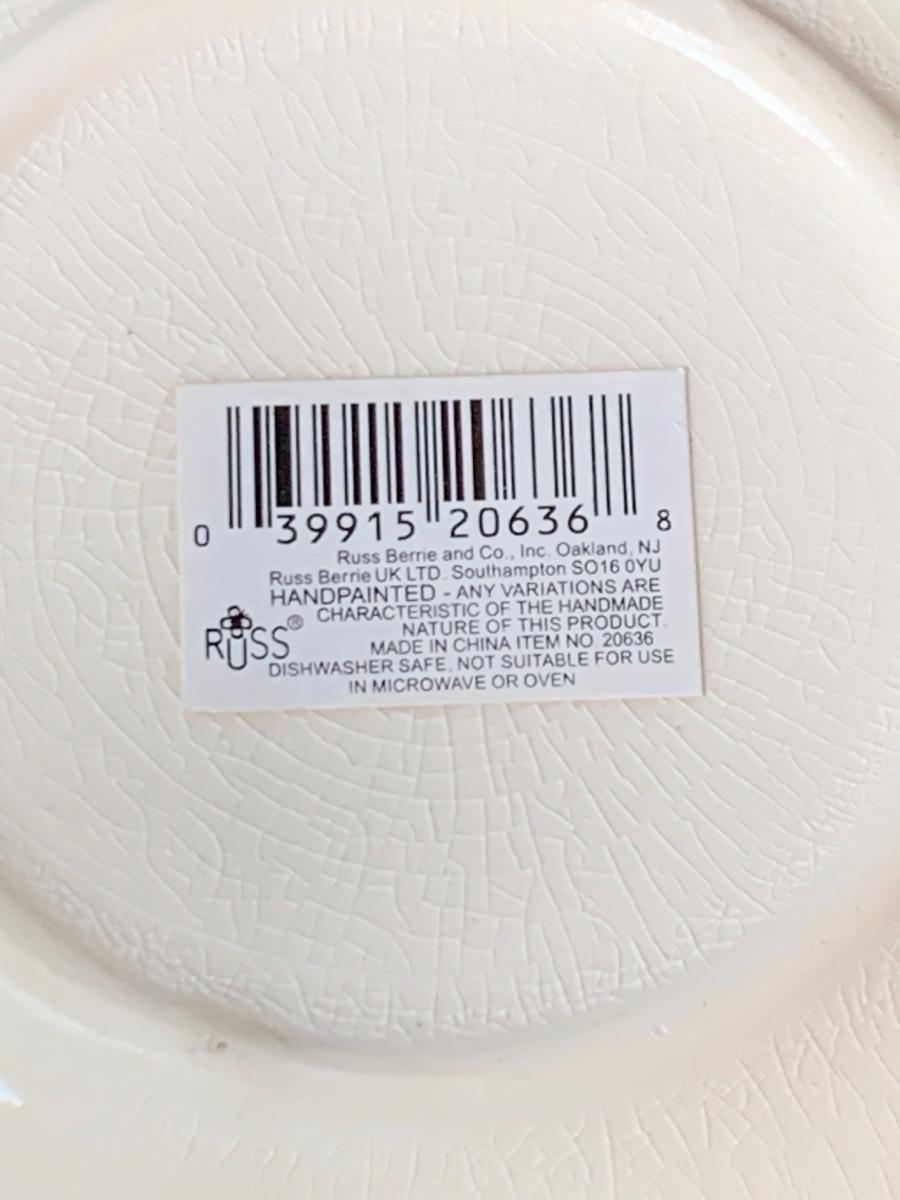 0 39915 20636 8
Russ Berrie and Co., Inc. Oakland, NJ
Russ Berrie UK LTD. Southampton SO16 0YU
HANDPAINTED - ANY VARIATIONS ARE
CHARACTERISTIC OF THE HANDMADE
NATURE OF THIS PRODUCT.
RUSS®
MADE IN CHINA ITEM NO. 20636
DISHWASHER SAFE. NOT SUITABLE FOR USE
IN MICROWAVE OR OVEN